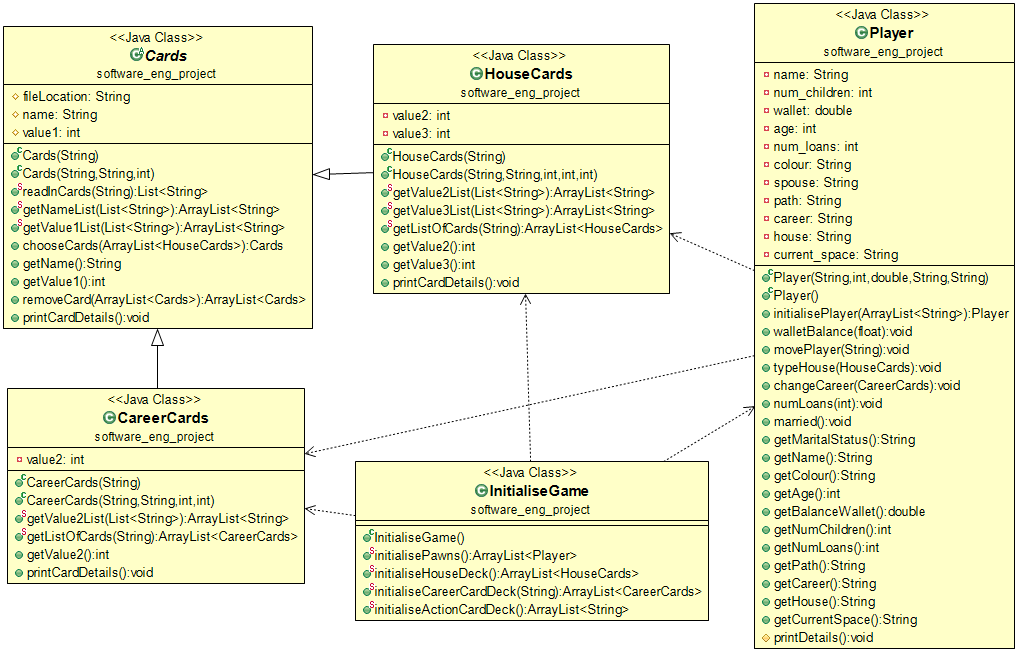 <<Java Class>>
Cards
software_eng_project
fileLocation: String
name: String
value1: int
Cards(String)
Cards(String,String,int)
readInCards(String):List<String>
getNameList(List<String>):ArrayList<String>
getValue1List(List<String>):ArrayList<String>
chooseCards(ArrayList<HouseCards>):Cards
getName():String
getValue1():int
removeCard(ArrayList<Cards>):ArrayList<Cards>
printCardDetails():void
<<Java Class>>
HouseCards
software_eng_project
value2: int
value3: int
HouseCards(String)
HouseCards(String,String,int,int,int)
getValue2List(List<String>):ArrayList<String>
getValue3List(List<String>):ArrayList<String>
getListOfCards(String):ArrayList<HouseCards>
getValue2():int
getValue3():int
printCardDetails():void
<<Java Class>>
Player
software_eng_project
name: String
num_children: int
wallet: double
age: int
num_loans: int
colour: String
spouse: String
path: String
career: String
house: String
current_space: String
Player(String,int,double,String,String)
Player()
initialisePlayer(ArrayList<String>):Player
walletBalance(float):void
movePlayer(String):void
typeHouse(HouseCards):void
changeCareer(CareerCards):void
numLoans(int):void
married():void
getMaritalStatus():String
getName():String
getColour():String
getAge():int
getBalanceWallet():double
getNumChildren():int
getNumLoans():int
getPath():String
getCareer():String
getHouse():String
getCurrentSpace():String
printDetails():void
<<Java Class>>
CareerCards
software_eng_project
value2: int
CareerCards(String)
CareerCards(String,String,int,int)
getValue2List(List<String>):ArrayList<String>
getListOfCards(String):ArrayList<CareerCards>
getValue2():int
printCardDetails():void
<<Java Class>>
InitialiseGame
software_eng_project
InitialiseGame()
initialisePawns():ArrayList<Player>
initialiseHouseDeck():ArrayList<HouseCards>
initialiseCareerCardDeck(String):ArrayList<CareerCards>
initialiseActionCardDeck():ArrayList<String>